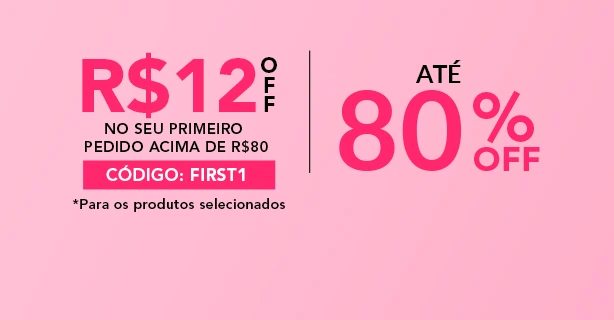 R$12 OFF
NO SEU PRIMEIRO
PEDIDO ACIMA DE R$80
CÓDIGO: FIRST1
*Para os produtos selecionados
ATÉ
80%
OFF